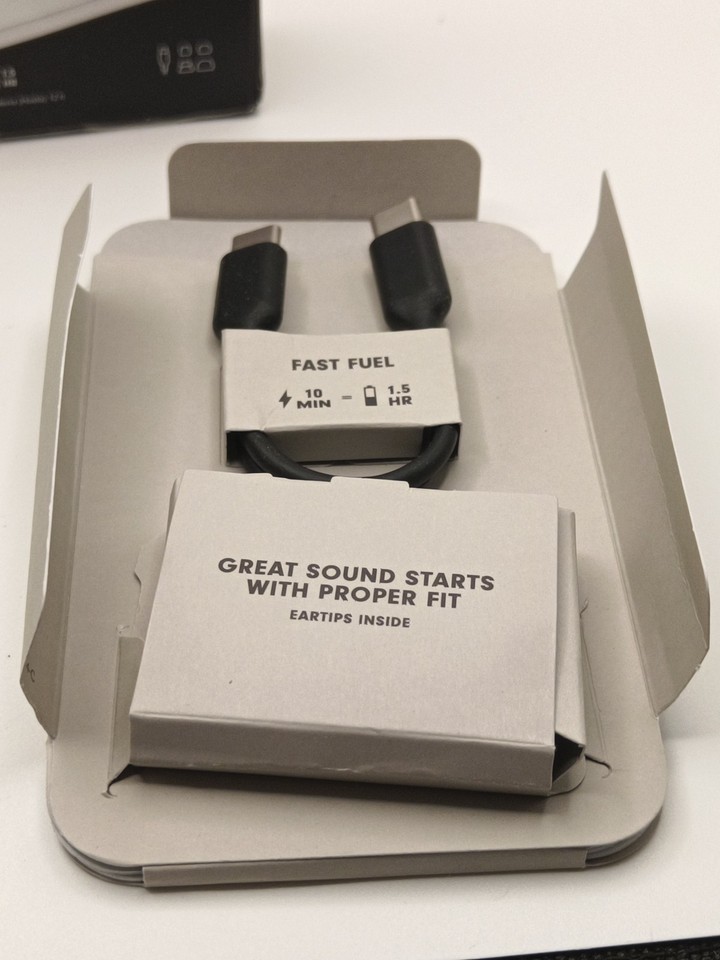 FAST FUEL
10 MIN = 1.5 HR
GREAT SOUND STARTS
WITH PROPER FIT
EARTIPS INSIDE